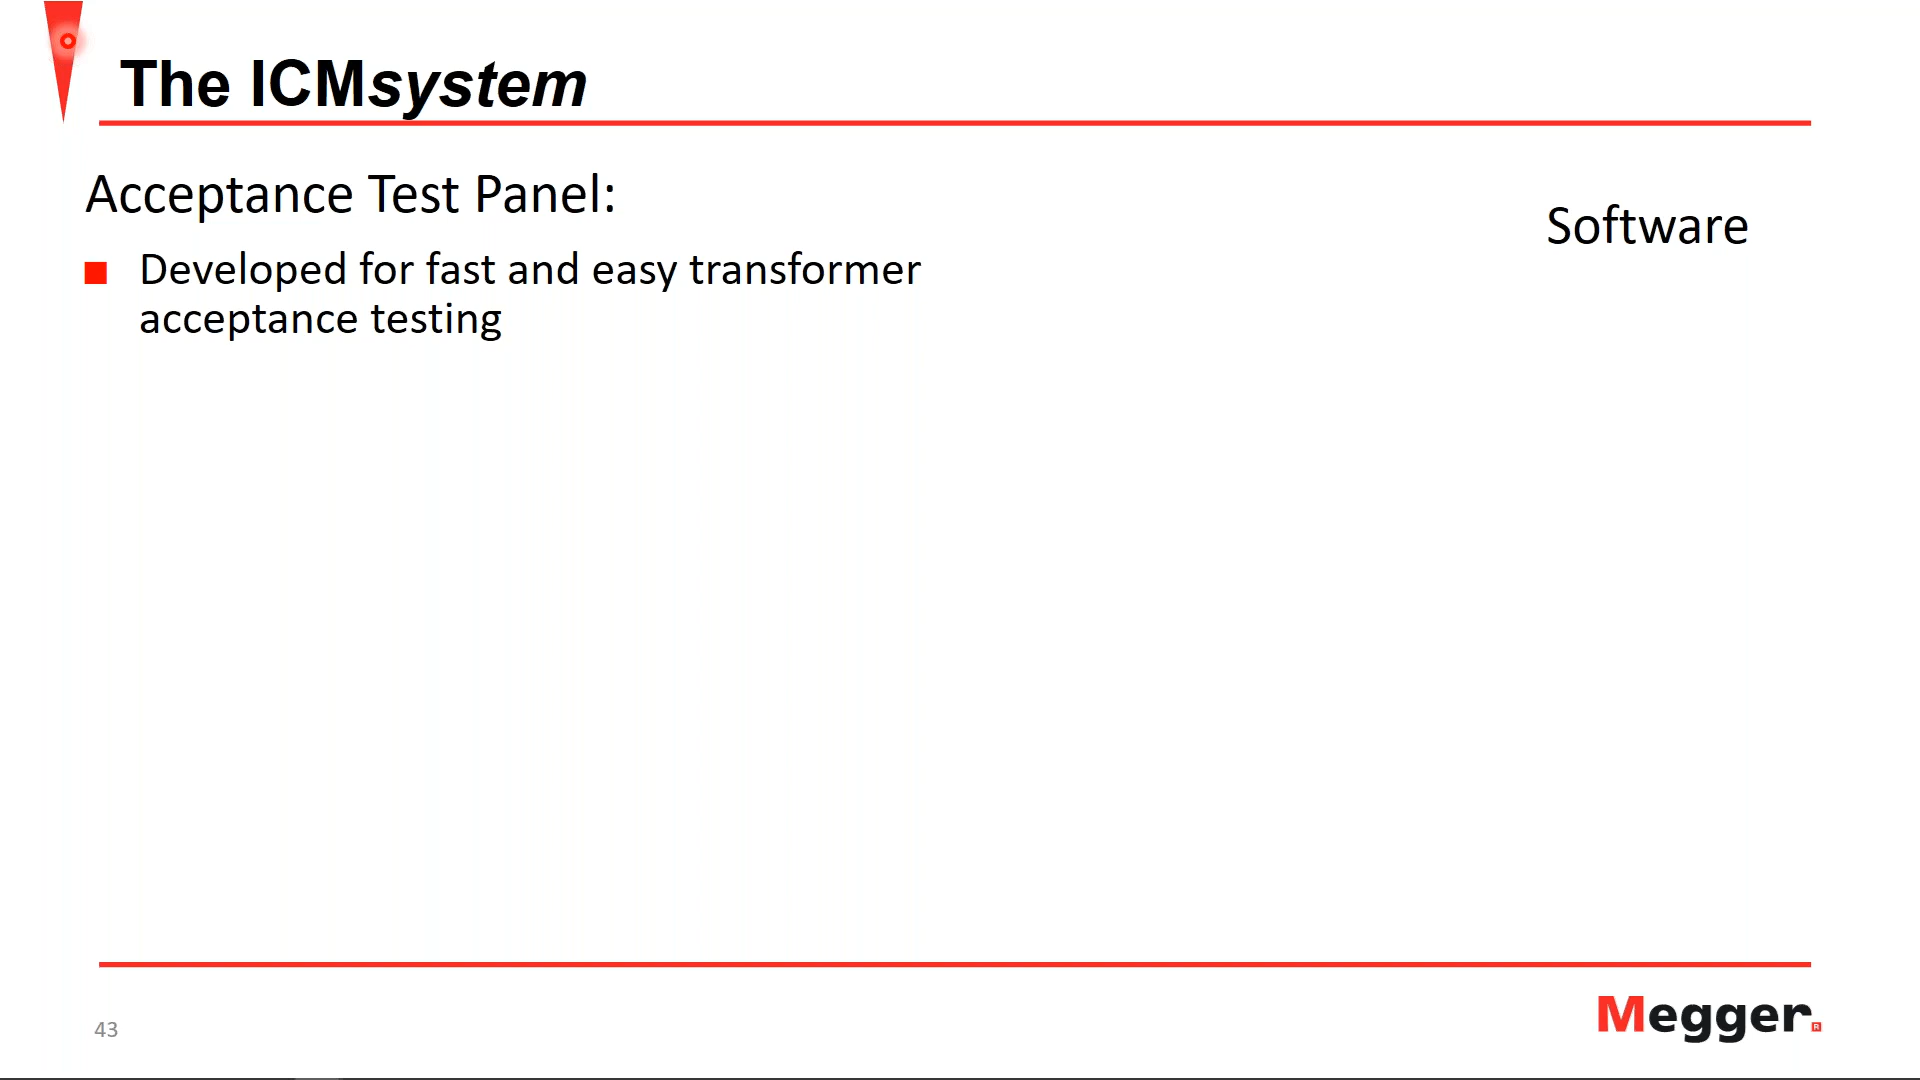 The ICMsystem
Acceptance Test Panel:
Software
■ Developed for fast and easy transformer
acceptance testing
43
Megger®